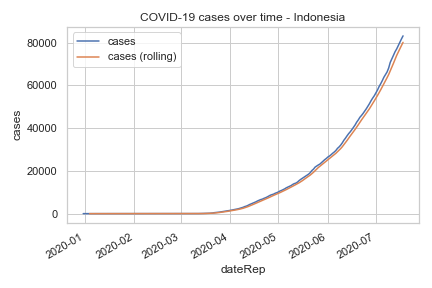 COVID-19 cases over time - Indonesia
cases
cases (rolling)
80000
60000
40000
20000
0
cases
2020-01
2020-02
2020-03
2020-04
2020-05
2020-06
2020-07
dateRep